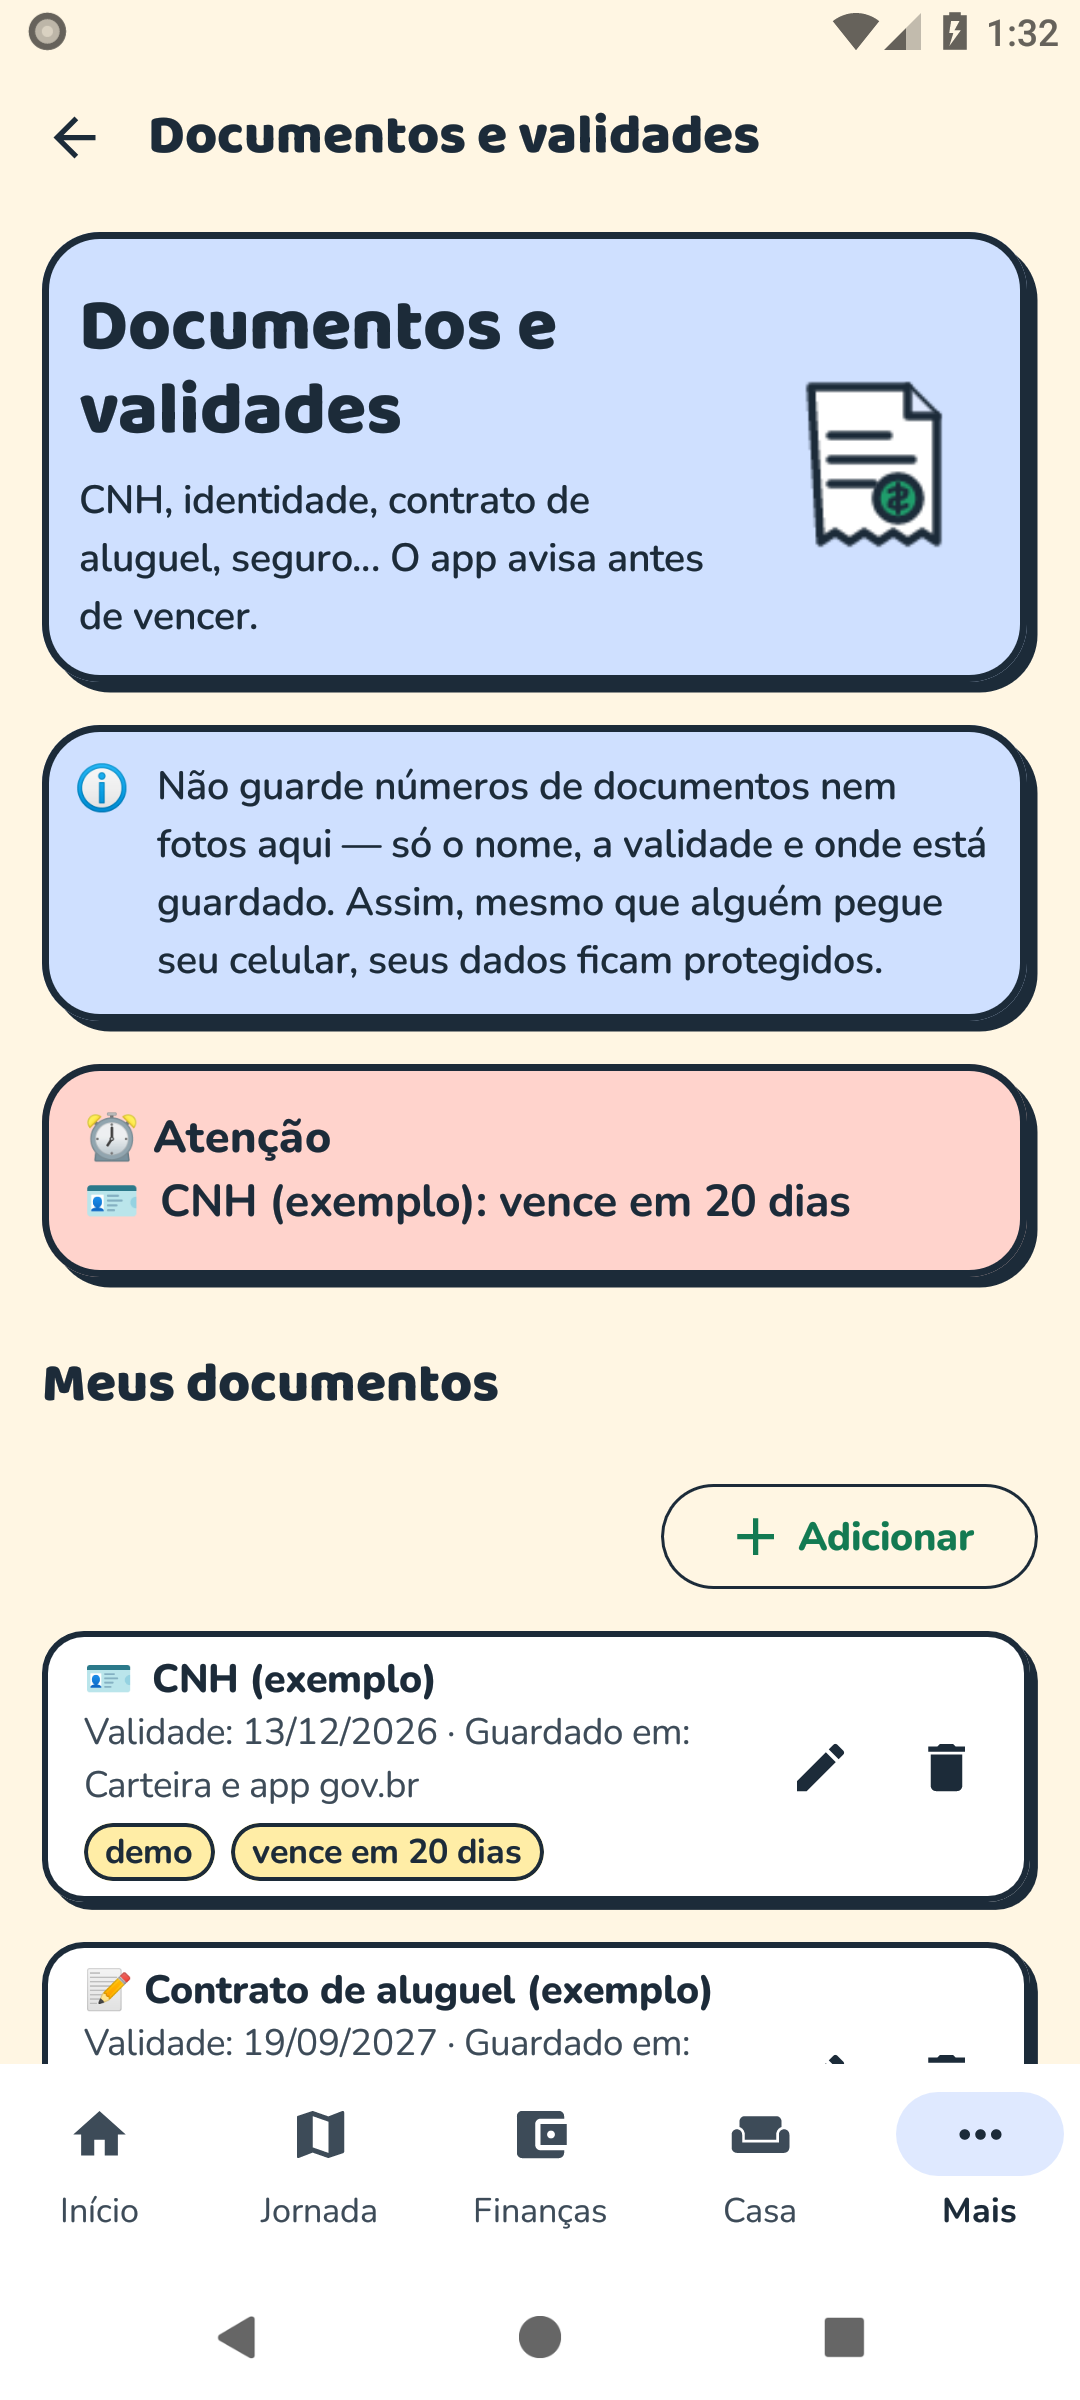 1:32
Documentos e validades
Documentos e
validades
CNH, identidade, contrato de
aluguel, seguro... O app avisa antes
de vencer.
Não guarde números de documentos nem
fotos aqui — só o nome, a validade e onde está
guardado. Assim, mesmo que alguém pegue
seu celular, seus dados ficam protegidos.
Atenção
CNH (exemplo): vence em 20 dias
Meus documentos
+ Adicionar
CNH (exemplo)
Validade: 13/12/2026 · Guardado em:
Carteira e app gov.br
demo vence em 20 dias
Contrato de aluguel (exemplo)
Validade: 19/09/2027 · Guardado em:
Início Jornada Finanças Casa Mais